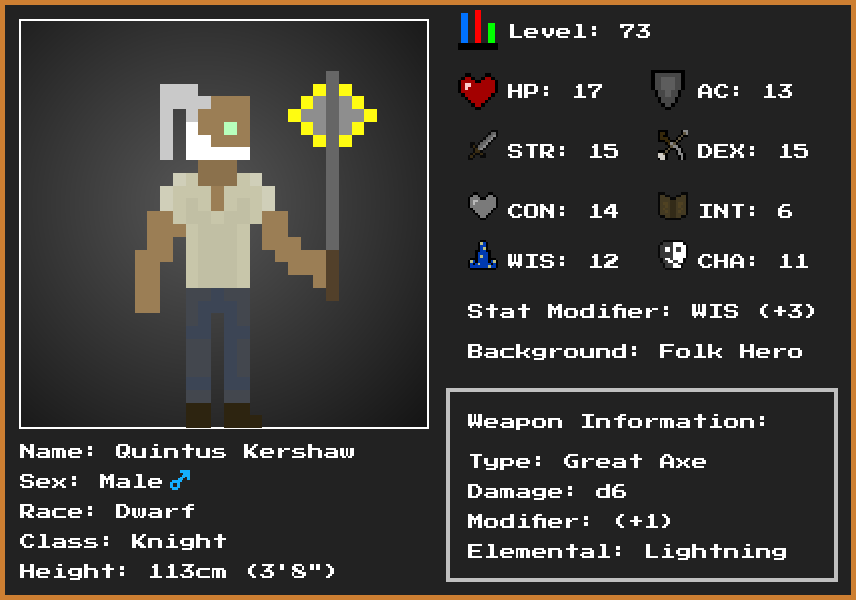 Level: 73
HP: 17 AC: 13
STR: 15 DEX: 15
CON: 14 INT: 6
WIS: 12 CHA: 11
Stat Modifier: WIS (+3)
Background: Folk Hero
Name: Quintus Kershaw
Sex: Male ♂
Race: Dwarf
Class: Knight
Height: 113cm (3'8")
Weapon Information:
Type: Great Axe
Damage: d6
Modifier: (+1)
Elemental: Lightning